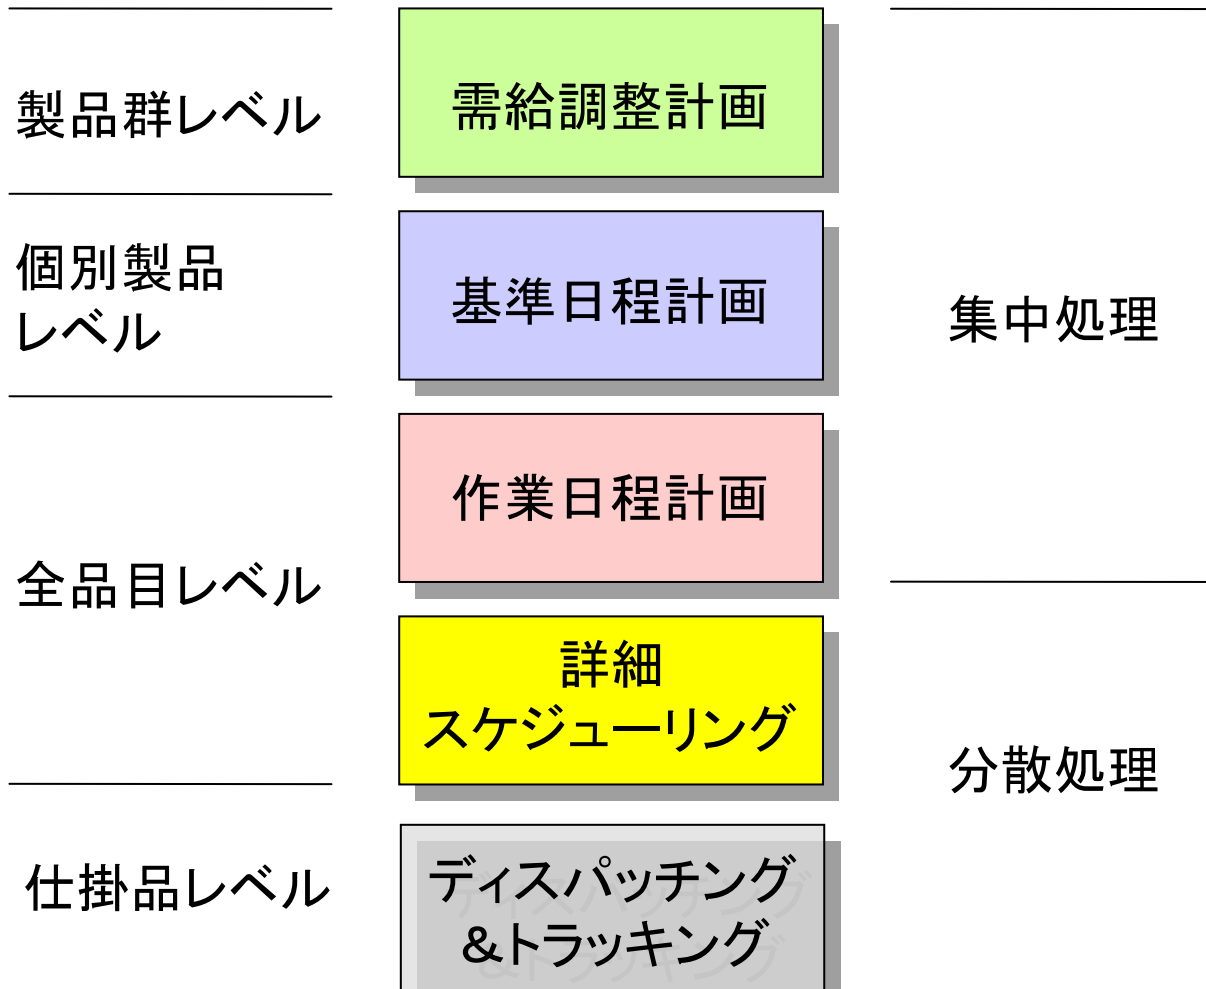 製品群レベル
需給調整計画
個別製品
レベル
基準日程計画
集中処理
作業日程計画
全品目レベル
詳細
スケジューリング
分散処理
仕掛品レベル
ディスパッチング
&トラッキング